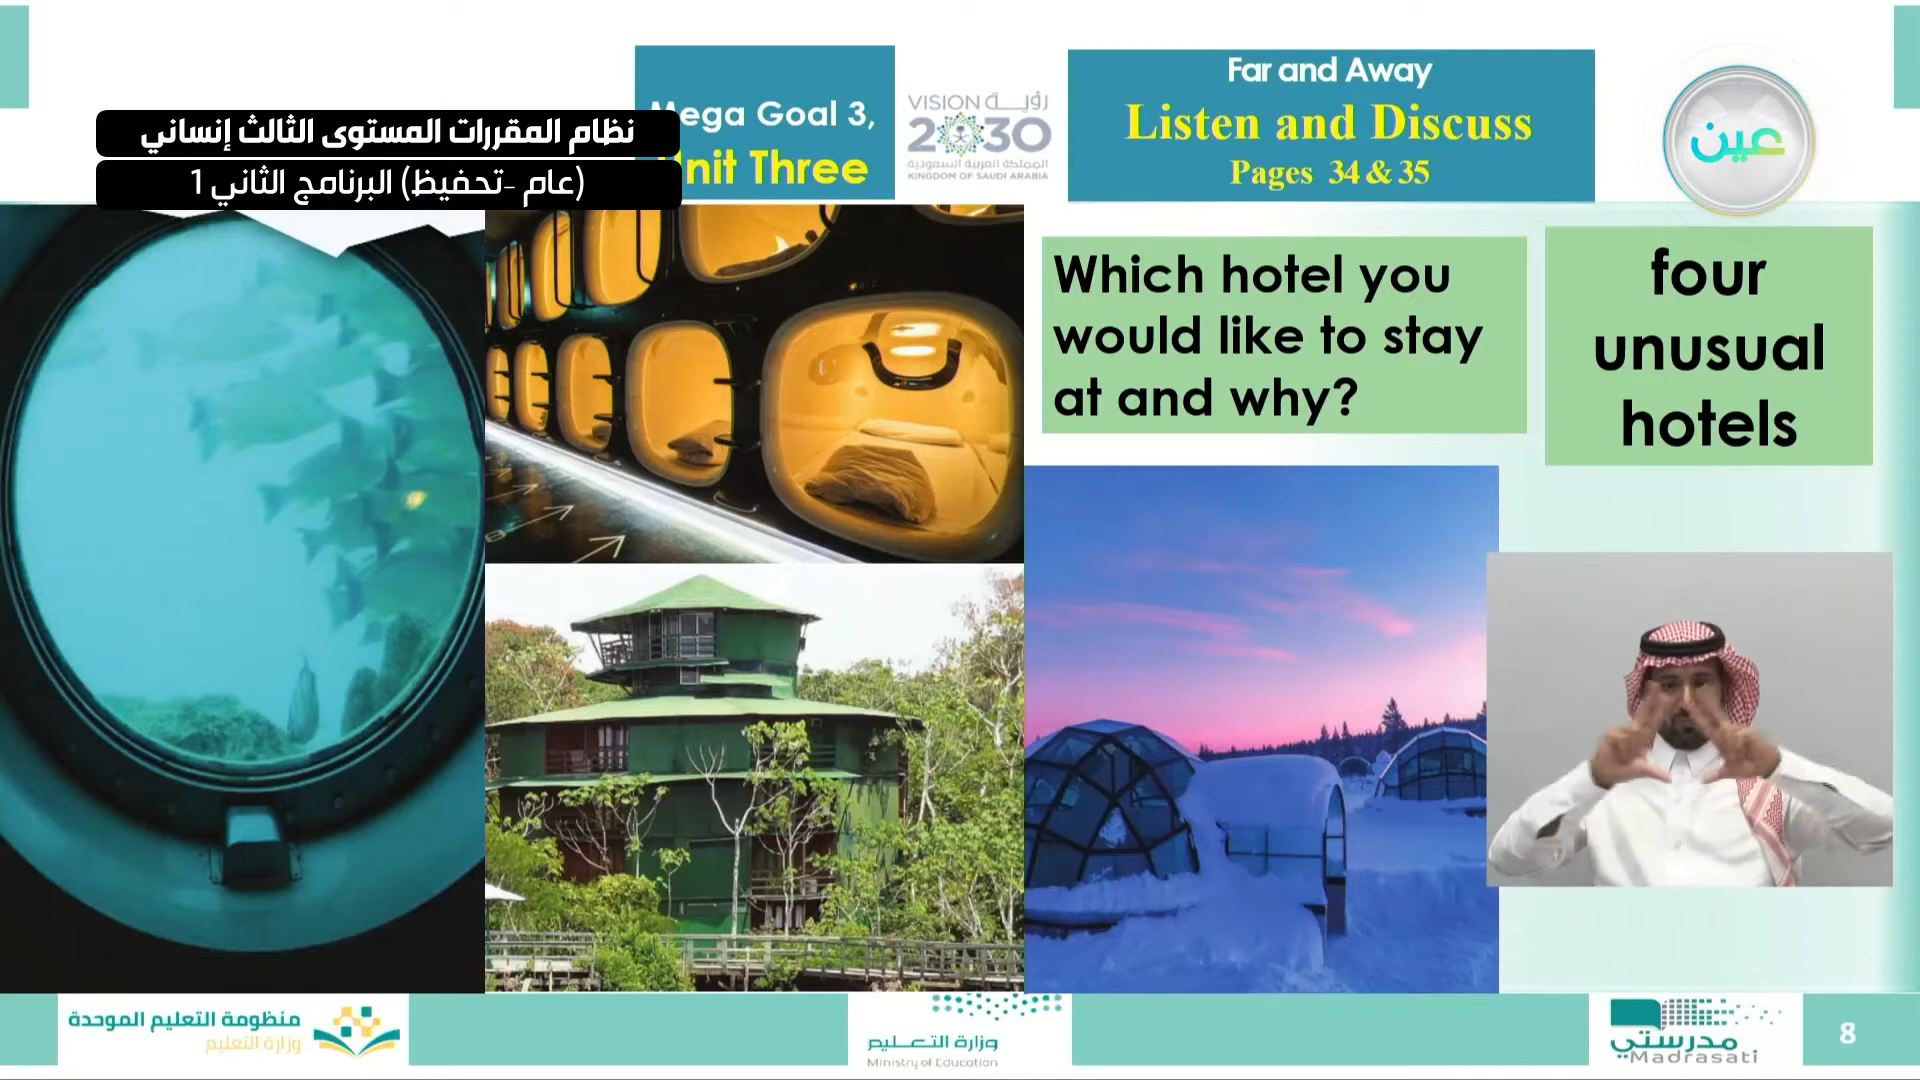 نظام المقررات المستوى الثالث إنساني
(عام -تحفيظ) البرنامج الثاني 1
Mega Goal 3,
Unit Three
VISION رؤيـــة
2030
المملكة العربية السعودية
KINGDOM OF SAUDI ARABIA
Far and Away
Listen and Discuss
Pages 34 & 35
عين
Which hotel you
would like to stay
at and why?
four
unusual
hotels
منظومة التعليم الموحدة
وزارة التعليم
وزارة التعـــليم
Ministry of Education
مدرستي
Madrasati
8